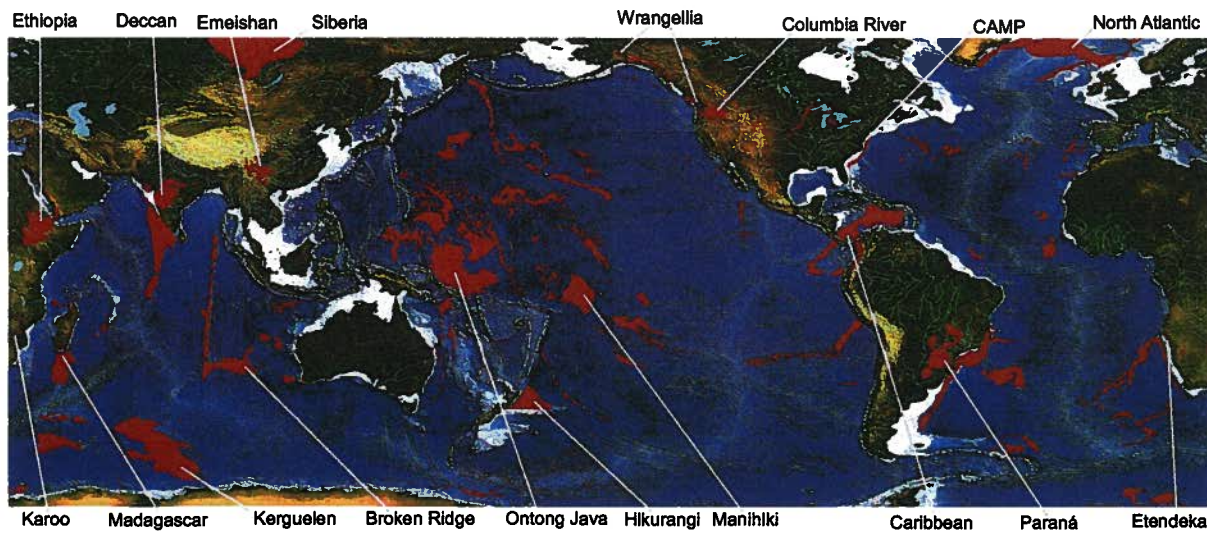 Ethiopia Deccan Emeishan Siberia Wrangellia Columbia River CAMP North Atlantic
Karoo Madagascar Kerguelen Broken Ridge Ontong Java Hikurangi Manihiki Caribbean Paraná Etendeka